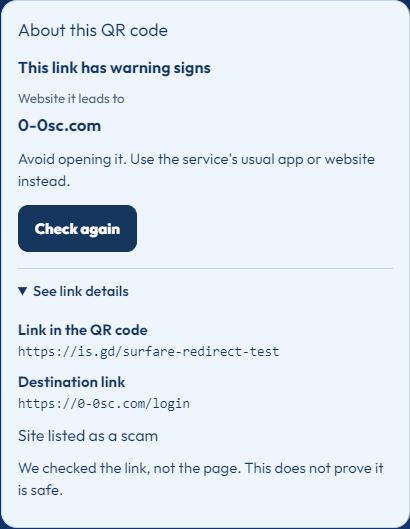 About this QR code
This link has warning signs
Website it leads to
0-0sc.com
Avoid opening it. Use the service's usual app or website
instead.
Check again
▼ See link details
Link in the QR code
https://is.gd/surfare-redirect-test
Destination link
https://0-0sc.com/login
Site listed as a scam
We checked the link, not the page. This does not prove it
is safe.